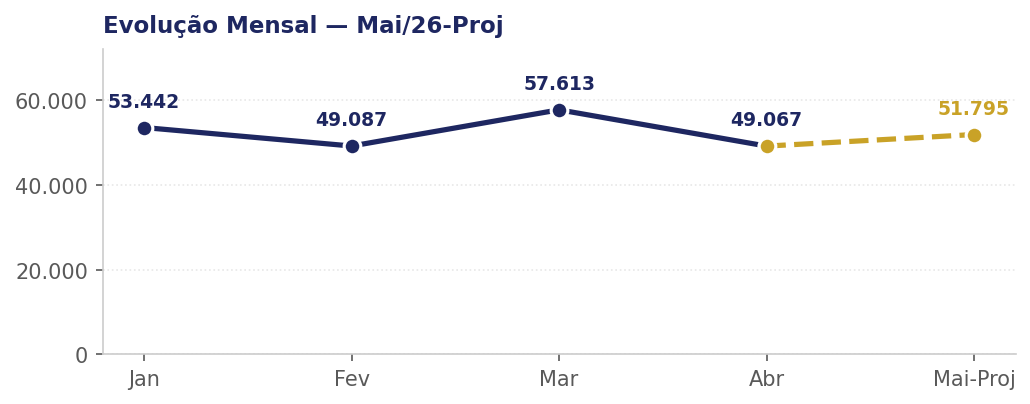 Evolução Mensal — Mai/26-Proj
57.613
60.000
53.442
49.087
49.067
51.795
40.000
20.000
0
Jan
Fev
Mar
Abr
Mai-Proj